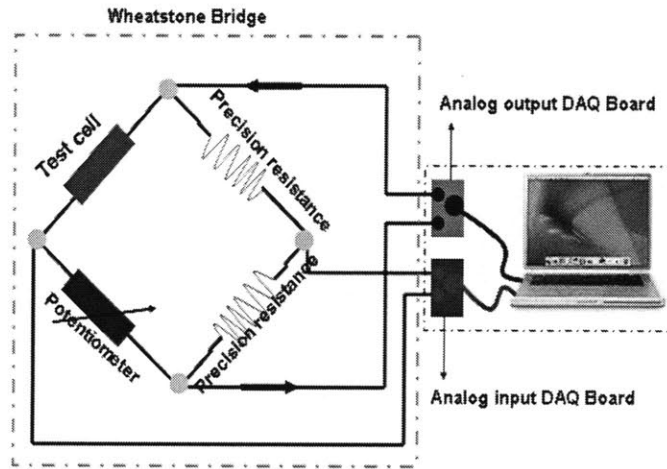 Wheatstone Bridge
Test cell
Precision resistance
Analog output DAQ Board
Potentiometer
Precision resistance
Analog input DAQ Board